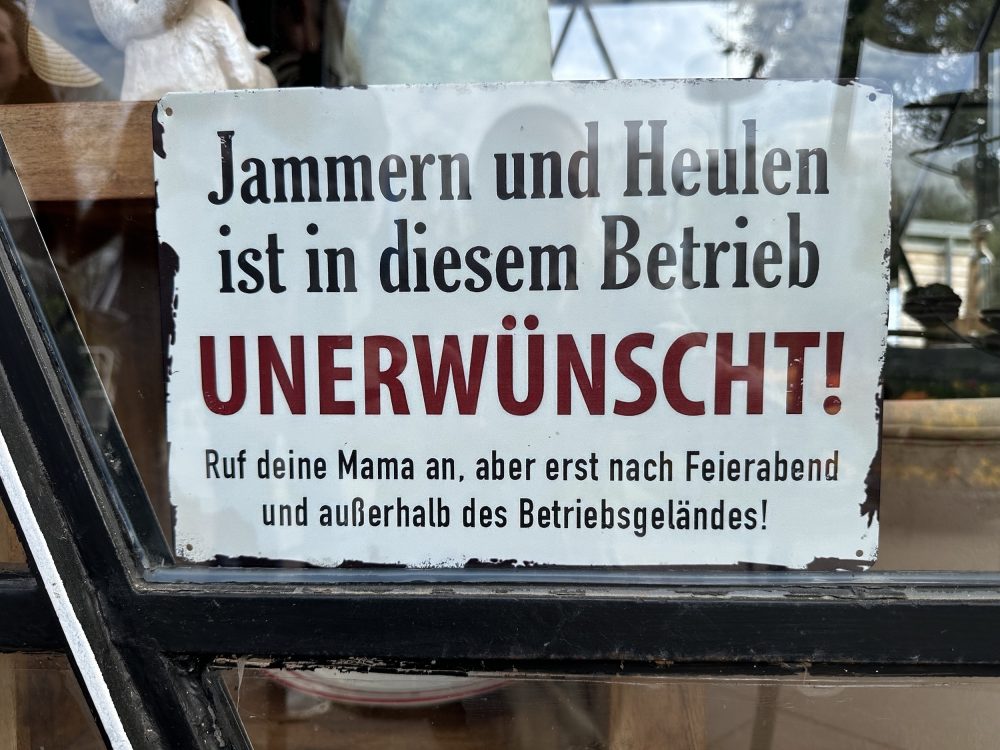 Jammern und Heulen
ist in diesem Betrieb
UNERWÜNSCHT!
Ruf deine Mama an, aber erst nach Feierabend
und außerhalb des Betriebsgeländes!